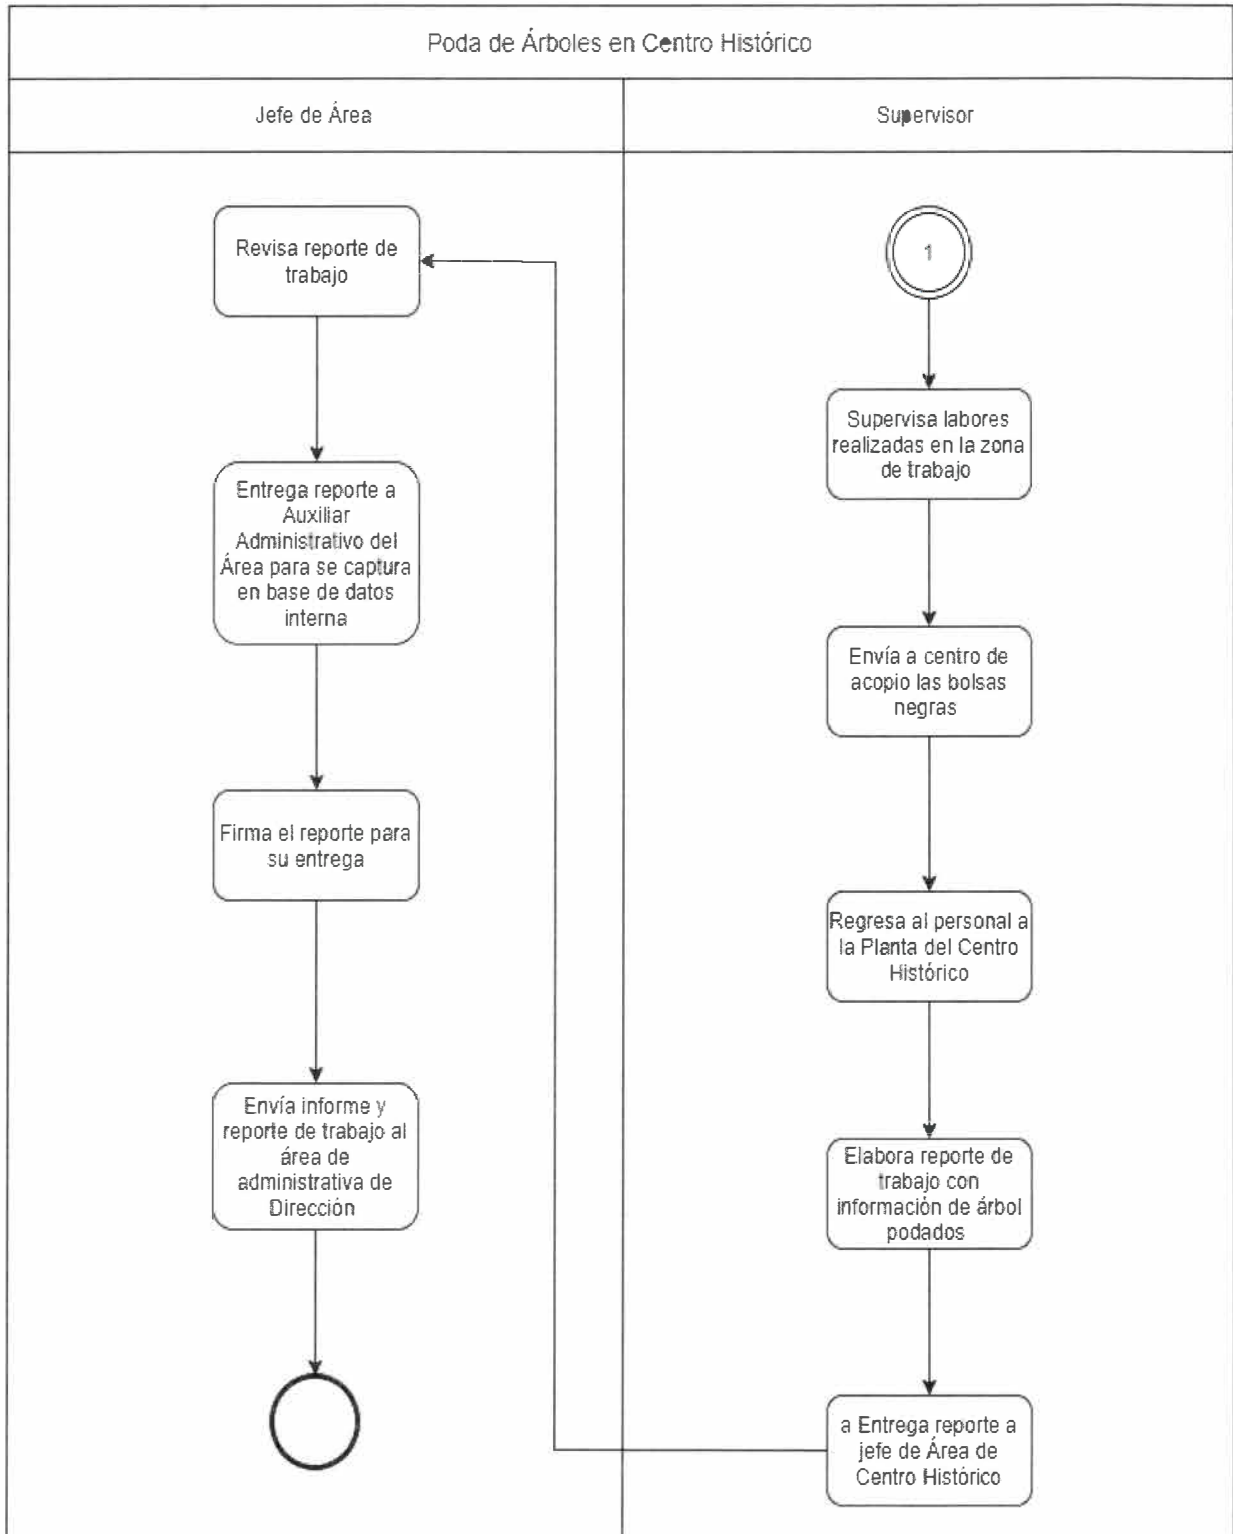 Poda de Árboles en Centro Histórico
Jefe de Área
Supervisor
Revisa reporte de
trabajo
Entrega reporte a
Auxiliar
Administrativo del
Área para se captura
en base de datos
interna
Firma el reporte para
su entrega
Envía informe y
reporte de trabajo al
área de
administrativa de
Dirección
1
Supervisa labores
realizadas en la zona
de trabajo
Envía a centro de
acopio las bolsas
negras
Regresa al personal a
la Planta del Centro
Histórico
Elabora reporte de
trabajo con
información de árbol
podados
a Entrega reporte a
jefe de Área de
Centro Histórico